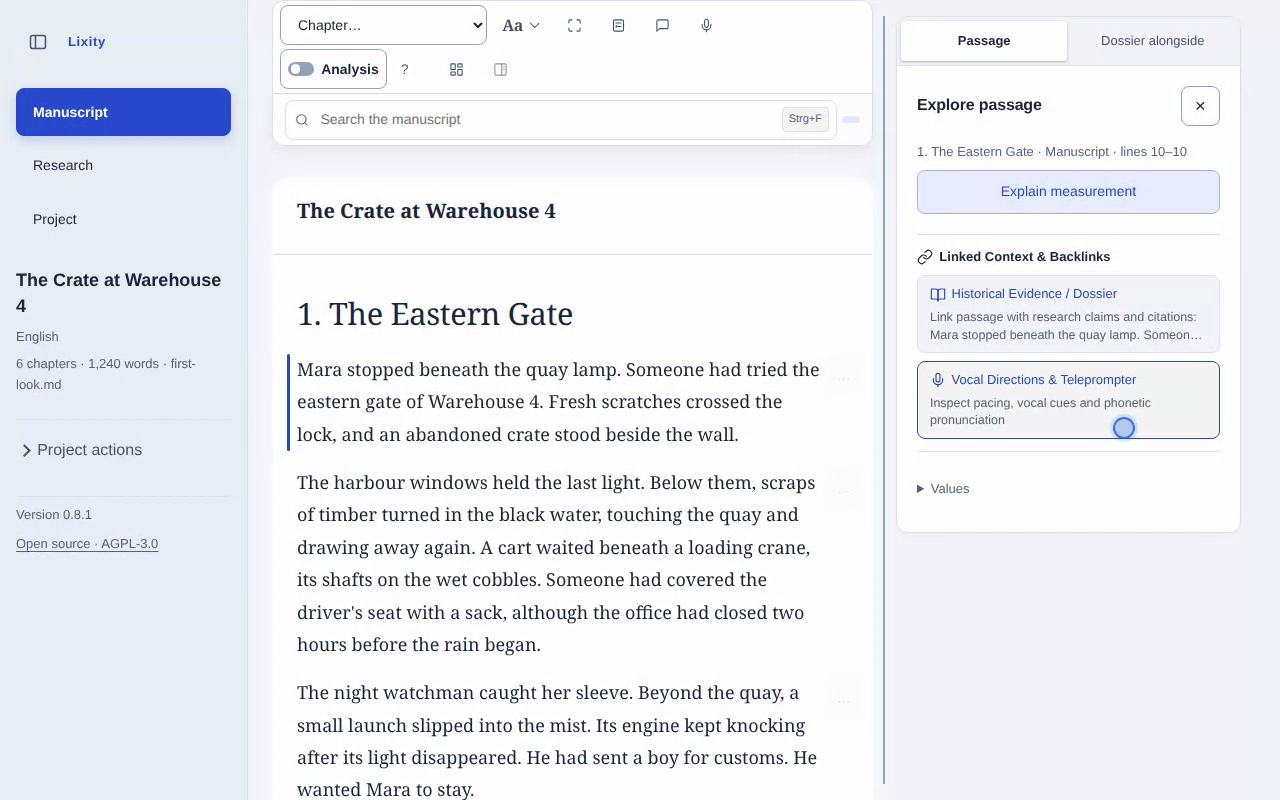 Lixity
Manuscript
Research
Project
The Crate at Warehouse
4
English
6 chapters · 1,240 words · first-
look.md
Project actions
Version 0.8.1
Open source · AGPL-3.0
Chapter…
Aa
Analysis
?
Search the manuscript
Strg+F
The Crate at Warehouse 4
1. The Eastern Gate
Mara stopped beneath the quay lamp. Someone had tried the
eastern gate of Warehouse 4. Fresh scratches crossed the
lock, and an abandoned crate stood beside the wall.
The harbour windows held the last light. Below them, scraps
of timber turned in the black water, touching the quay and
drawing away again. A cart waited beneath a loading crane,
its shafts on the wet cobbles. Someone had covered the
driver's seat with a sack, although the office had closed two
hours before the rain began.
The night watchman caught her sleeve. Beyond the quay, a
small launch slipped into the mist. Its engine kept knocking
after its light disappeared. He had sent a boy for customs. He
wanted Mara to stay.
Passage
Dossier alongside
Explore passage
×
1. The Eastern Gate · Manuscript · lines 10–10
Explain measurement
Linked Context & Backlinks
Historical Evidence / Dossier
Link passage with research claims and citations:
Mara stopped beneath the quay lamp. Someon…
Vocal Directions & Teleprompter
Inspect pacing, vocal cues and phonetic
pronunciation
Values